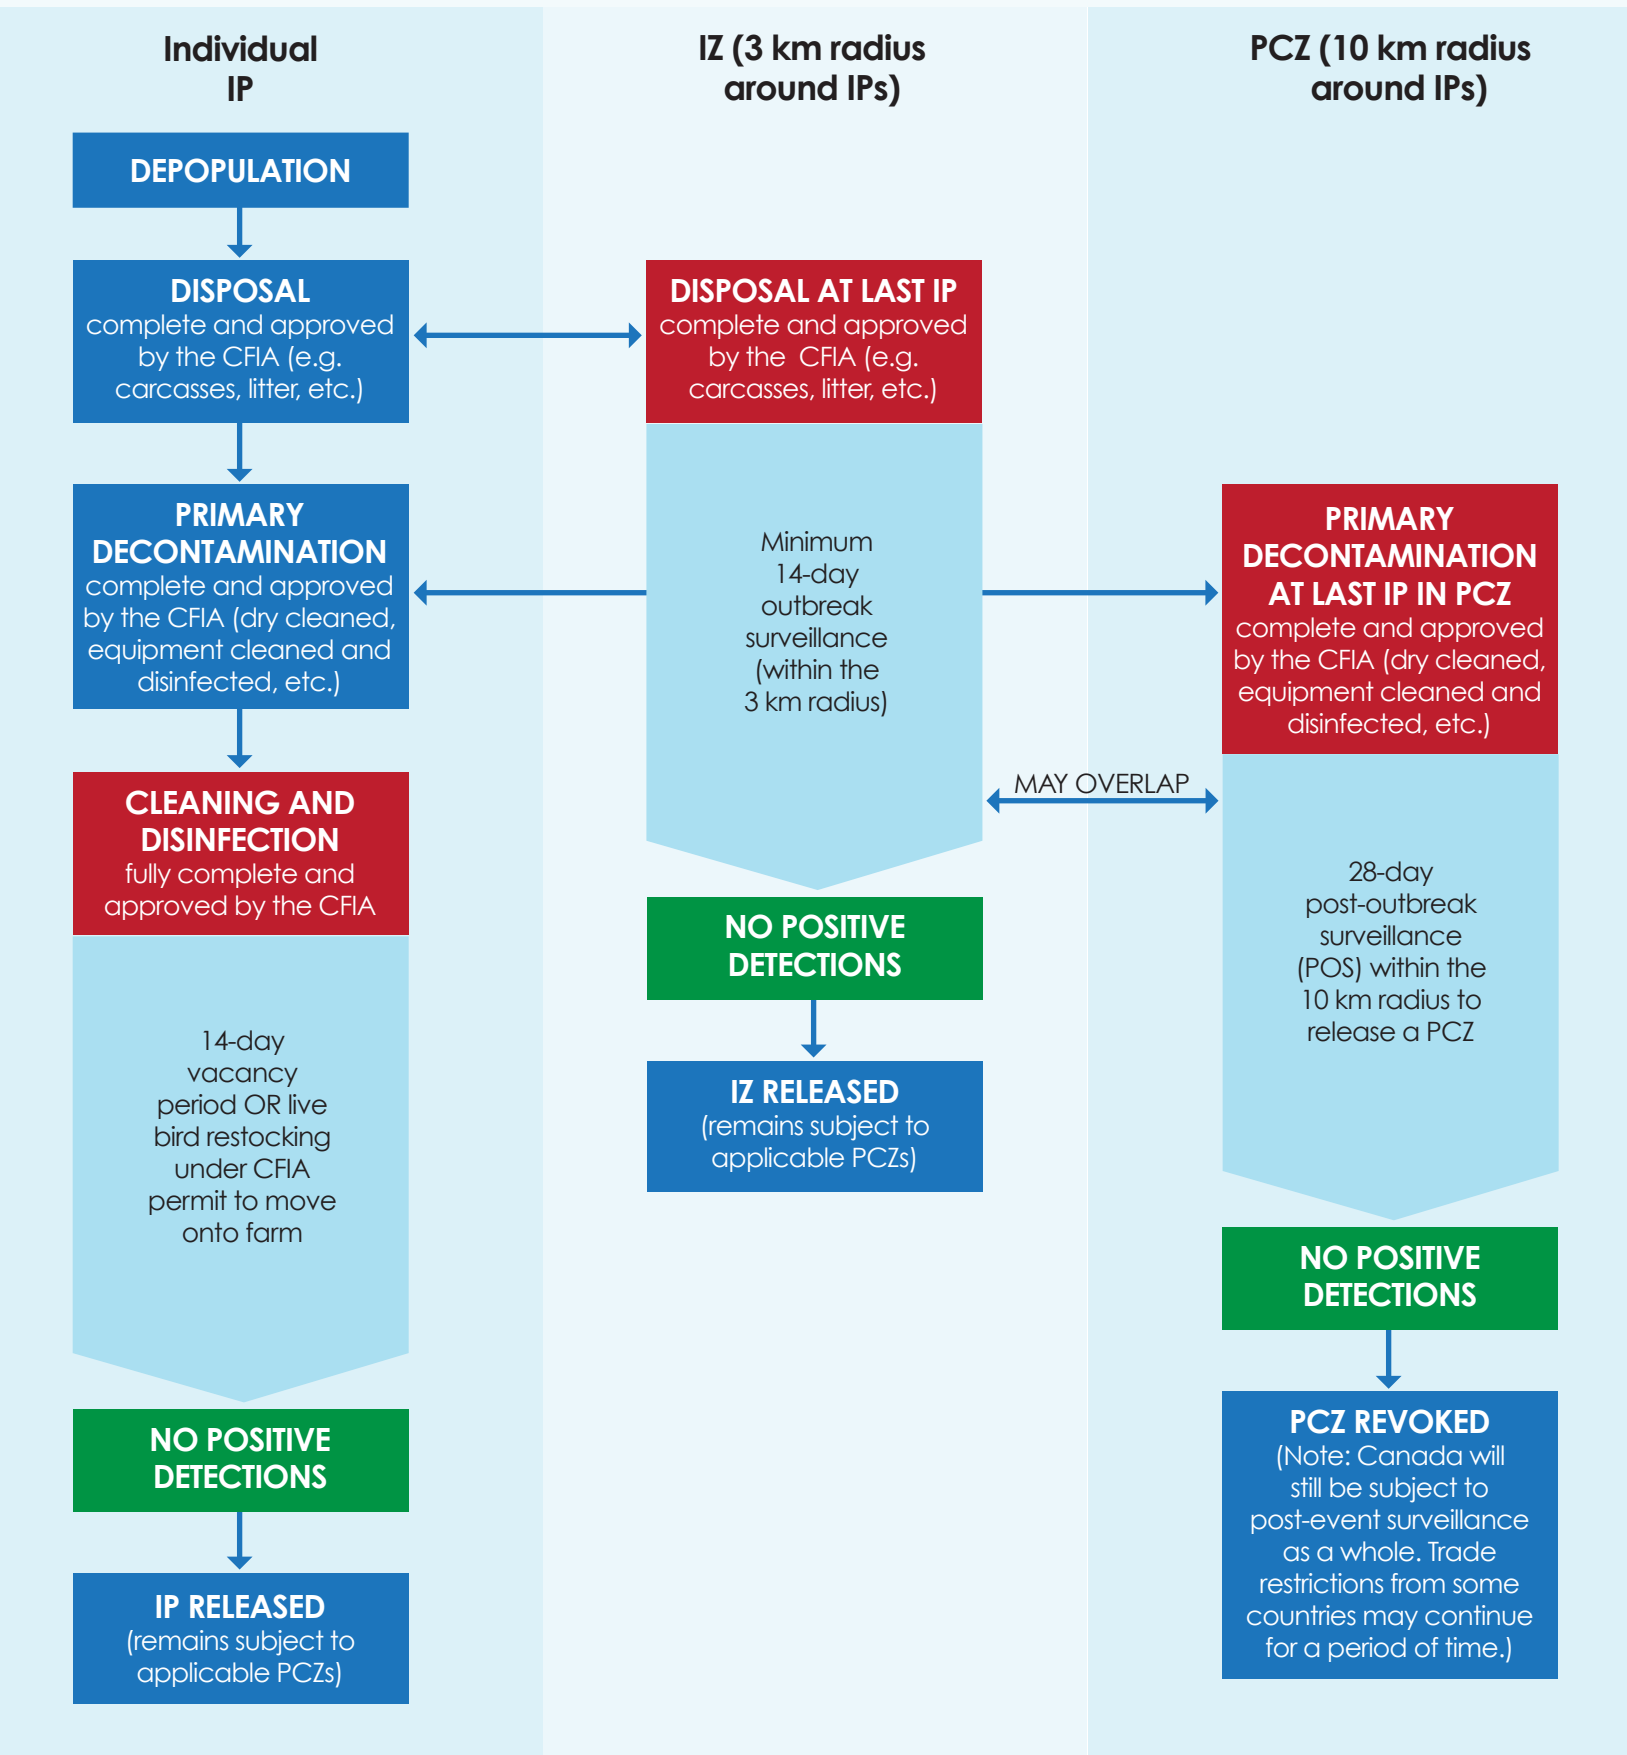 Individual
IP
DEPOPULATION
DISPOSAL
complete and approved
by the CFIA (e.g.
carcasses, litter, etc.)
PRIMARY
DECONTAMINATION
complete and approved
by the CFIA (dry cleaned,
equipment cleaned and
disinfected, etc.)
CLEANING AND
DISINFECTION
fully complete and
approved by the CFIA
14-day
vacancy
period OR live
bird restocking
under CFIA
permit to move
onto farm
NO POSITIVE
DETECTIONS
IP RELEASED
(remains subject to
applicable PCZs)
IZ (3 km radius
around IPs)
DISPOSAL AT LAST IP
complete and approved
by the CFIA (e.g.
carcasses, litter, etc.)
Minimum
14-day
outbreak
surveillance
(within the
3 km radius)
MAY OVERLAP
NO POSITIVE
DETECTIONS
IZ RELEASED
(remains subject to
applicable PCZs)
PCZ (10 km radius
around IPs)
PRIMARY
DECONTAMINATION
AT LAST IP IN PCZ
complete and approved
by the CFIA (dry cleaned,
equipment cleaned and
disinfected, etc.)
28-day
post-outbreak
surveillance
(POS) within the
10 km radius to
release a PCZ
NO POSITIVE
DETECTIONS
PCZ REVOKED
(Note: Canada will
still be subject to
post-event surveillance
as a whole. Trade
restrictions from some
countries may continue
for a period of time.)